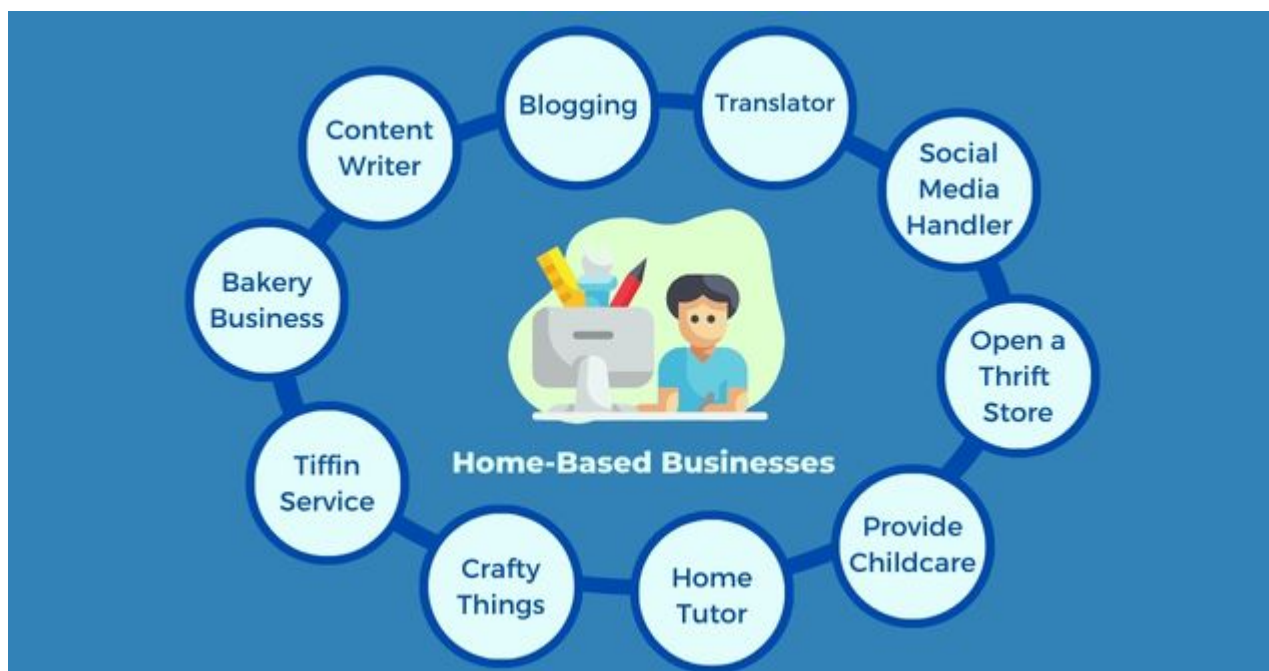 Blogging
Translator
Social
Media
Handler
Open a
Thrift
Store
Provide
Childcare
Home
Tutor
Crafty
Things
Tiffin
Service
Bakery
Business
Content
Writer
Home-Based Businesses